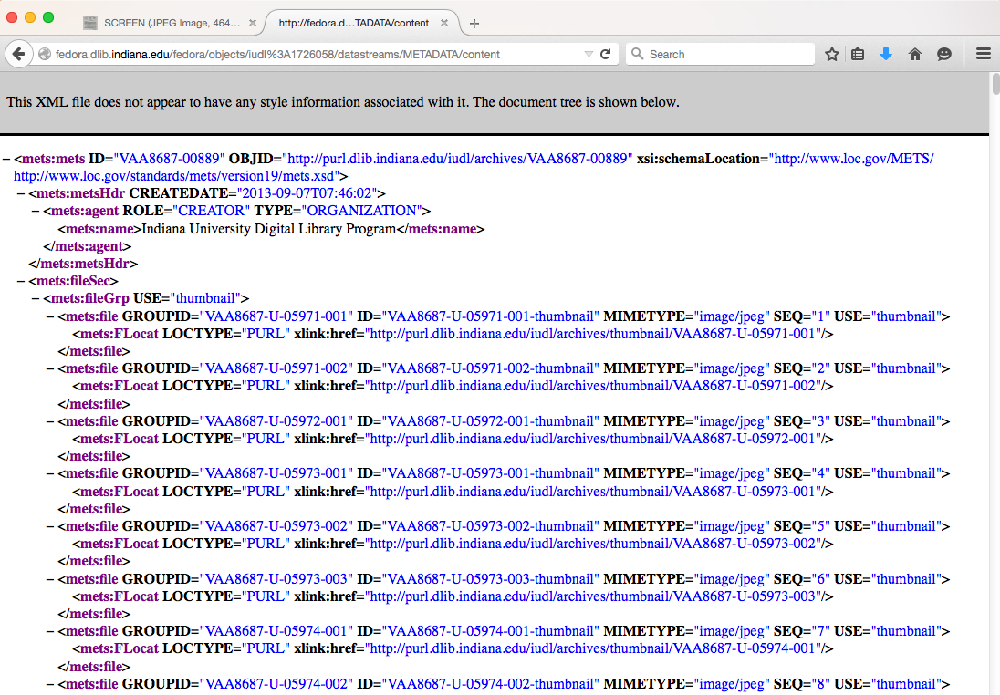 SCREEN (JPEG Image, 464...
http://fedora.d...TADATA/content
fedora.dlib.indiana.edu/fedora/objects/iudl%3A1726058/datastreams/METADATA/content
Search
This XML file does not appear to have any style information associated with it. The document tree is shown below.
– <mets:mets ID="VAA8687-00889" OBJID="http://purl.dlib.indiana.edu/iudl/archives/VAA8687-00889" xsi:schemaLocation="http://www.loc.gov/METS/
http://www.loc.gov/standards/mets/version19/mets.xsd">
– <mets:metsHdr CREATEDATE="2013-09-07T07:46:02">
– <mets:agent ROLE="CREATOR" TYPE="ORGANIZATION">
<mets:name>Indiana University Digital Library Program</mets:name>
</mets:agent>
</mets:metsHdr>
– <mets:fileSec>
– <mets:fileGrp USE="thumbnail">
– <mets:file GROUPID="VAA8687-U-05971-001" ID="VAA8687-U-05971-001-thumbnail" MIMETYPE="image/jpeg" SEQ="1" USE="thumbnail">
<mets:FLocat LOCTYPE="PURL" xlink:href="http://purl.dlib.indiana.edu/iudl/archives/thumbnail/VAA8687-U-05971-001"/>
</mets:file>
– <mets:file GROUPID="VAA8687-U-05971-002" ID="VAA8687-U-05971-002-thumbnail" MIMETYPE="image/jpeg" SEQ="2" USE="thumbnail">
<mets:FLocat LOCTYPE="PURL" xlink:href="http://purl.dlib.indiana.edu/iudl/archives/thumbnail/VAA8687-U-05971-002"/>
</mets:file>
– <mets:file GROUPID="VAA8687-U-05972-001" ID="VAA8687-U-05972-001-thumbnail" MIMETYPE="image/jpeg" SEQ="3" USE="thumbnail">
<mets:FLocat LOCTYPE="PURL" xlink:href="http://purl.dlib.indiana.edu/iudl/archives/thumbnail/VAA8687-U-05972-001"/>
</mets:file>
– <mets:file GROUPID="VAA8687-U-05973-001" ID="VAA8687-U-05973-001-thumbnail" MIMETYPE="image/jpeg" SEQ="4" USE="thumbnail">
<mets:FLocat LOCTYPE="PURL" xlink:href="http://purl.dlib.indiana.edu/iudl/archives/thumbnail/VAA8687-U-05973-001"/>
</mets:file>
– <mets:file GROUPID="VAA8687-U-05973-002" ID="VAA8687-U-05973-002-thumbnail" MIMETYPE="image/jpeg" SEQ="5" USE="thumbnail">
<mets:FLocat LOCTYPE="PURL" xlink:href="http://purl.dlib.indiana.edu/iudl/archives/thumbnail/VAA8687-U-05973-002"/>
</mets:file>
– <mets:file GROUPID="VAA8687-U-05973-003" ID="VAA8687-U-05973-003-thumbnail" MIMETYPE="image/jpeg" SEQ="6" USE="thumbnail">
<mets:FLocat LOCTYPE="PURL" xlink:href="http://purl.dlib.indiana.edu/iudl/archives/thumbnail/VAA8687-U-05973-003"/>
</mets:file>
– <mets:file GROUPID="VAA8687-U-05974-001" ID="VAA8687-U-05974-001-thumbnail" MIMETYPE="image/jpeg" SEQ="7" USE="thumbnail">
<mets:FLocat LOCTYPE="PURL" xlink:href="http://purl.dlib.indiana.edu/iudl/archives/thumbnail/VAA8687-U-05974-001"/>
</mets:file>
– <mets:file GROUPID="VAA8687-U-05974-002" ID="VAA8687-U-05974-002-thumbnail" MIMETYPE="image/jpeg" SEQ="8" USE="thumbnail">